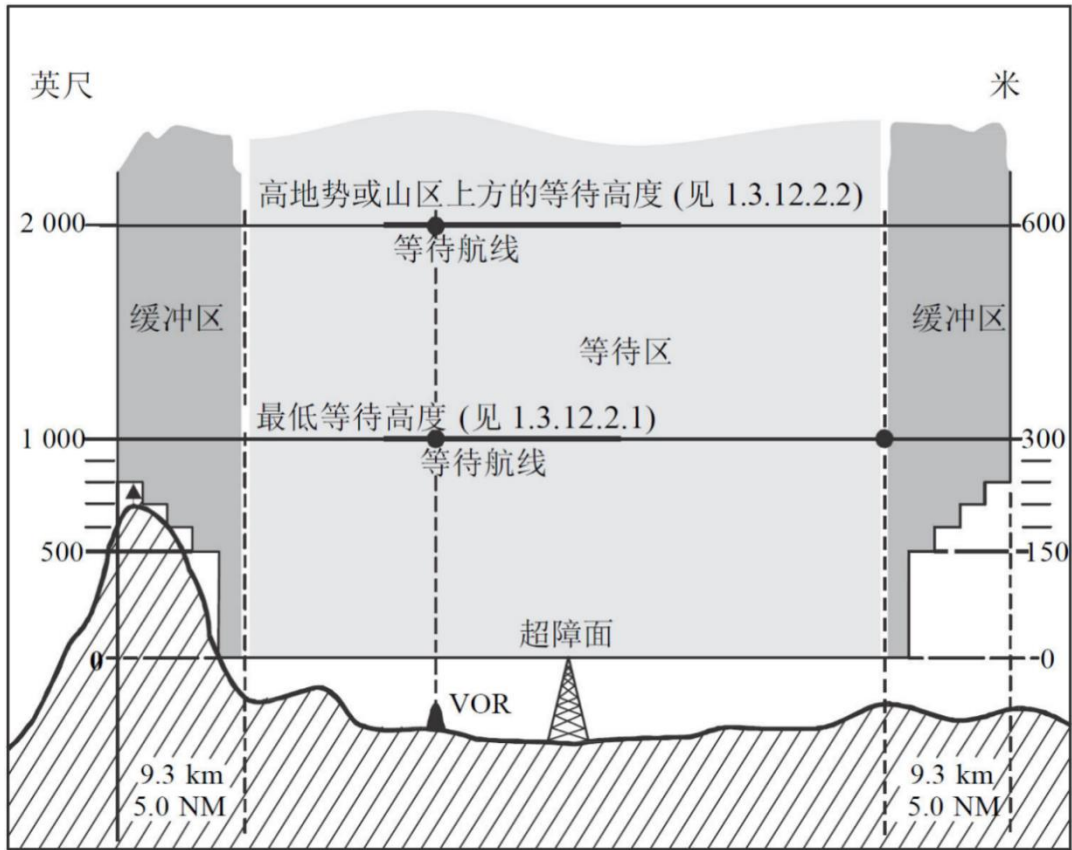 英尺
米
高地势或山区上方的等待高度 (见 1.3.12.2.2)
2 000
600
等待航线
缓冲区
缓冲区
等待区
最低等待高度 (见 1.3.12.2.1)
1 000
300
等待航线
500
150
超障面
0
0
VOR
9.3 km
5.0 NM
9.3 km
5.0 NM